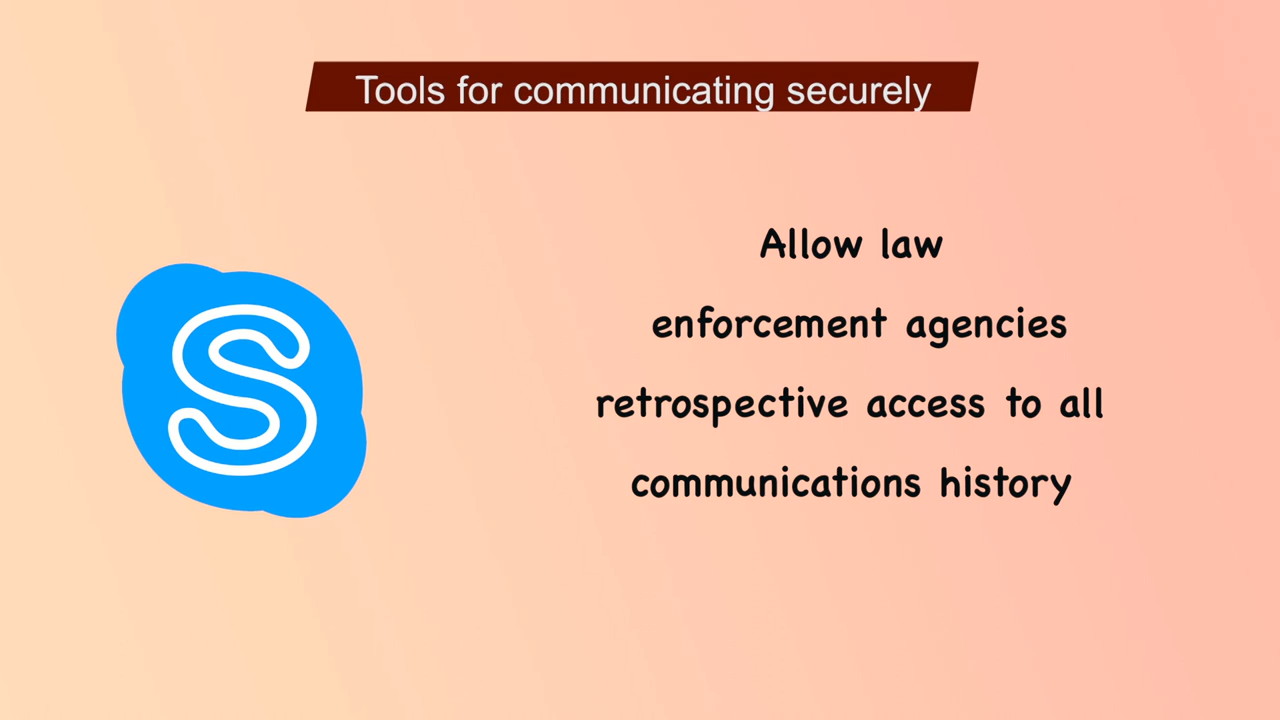 Tools for communicating securely
S
Allow law
enforcement agencies
retrospective access to all
communications history